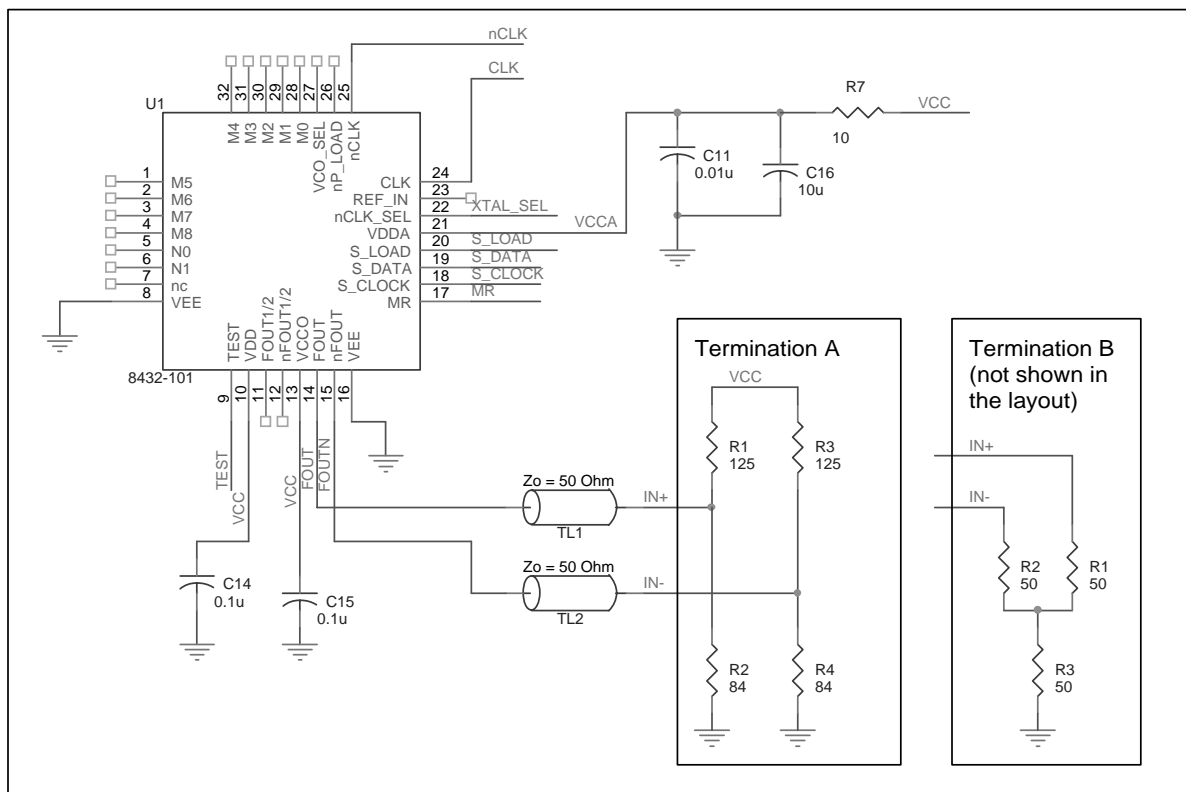 nCLK
CLK
U1
32
31
30
29
28
27
26
25
M4
M3
M2
M1
M0
VCO_SEL
nP_LOAD
nCLK
1
2
3
4
5
6
7
8
M5
M6
M7
M8
N0
N1
nc
VEE
24
23
22
21
20
19
18
17
CLK
REF_IN
nCLK_SEL
VDDA
S_LOAD
S_DATA
S_CLOCK
MR
XTAL_SEL
VCCA
S_LOAD
S_DATA
S_CLOCK
MR
R7
10
VCC
C11
0.01u
C16
10u
TEST
VDD
FOUT1/2
nFOUT1/2
VCCO
FOUT
nFOUT
VEE
8432-101
9
10
11
12
13
14
15
16
TEST
VCC
VCC
FOUT
FOUTN
C14
0.1u
C15
0.1u
Zo = 50 Ohm
TL1
IN+
Zo = 50 Ohm
TL2
IN-
Termination A
VCC
R1
125
R3
125
R2
84
R4
84
Termination B
(not shown in
the layout)
IN+
IN-
R2
50
R1
50
R3
50